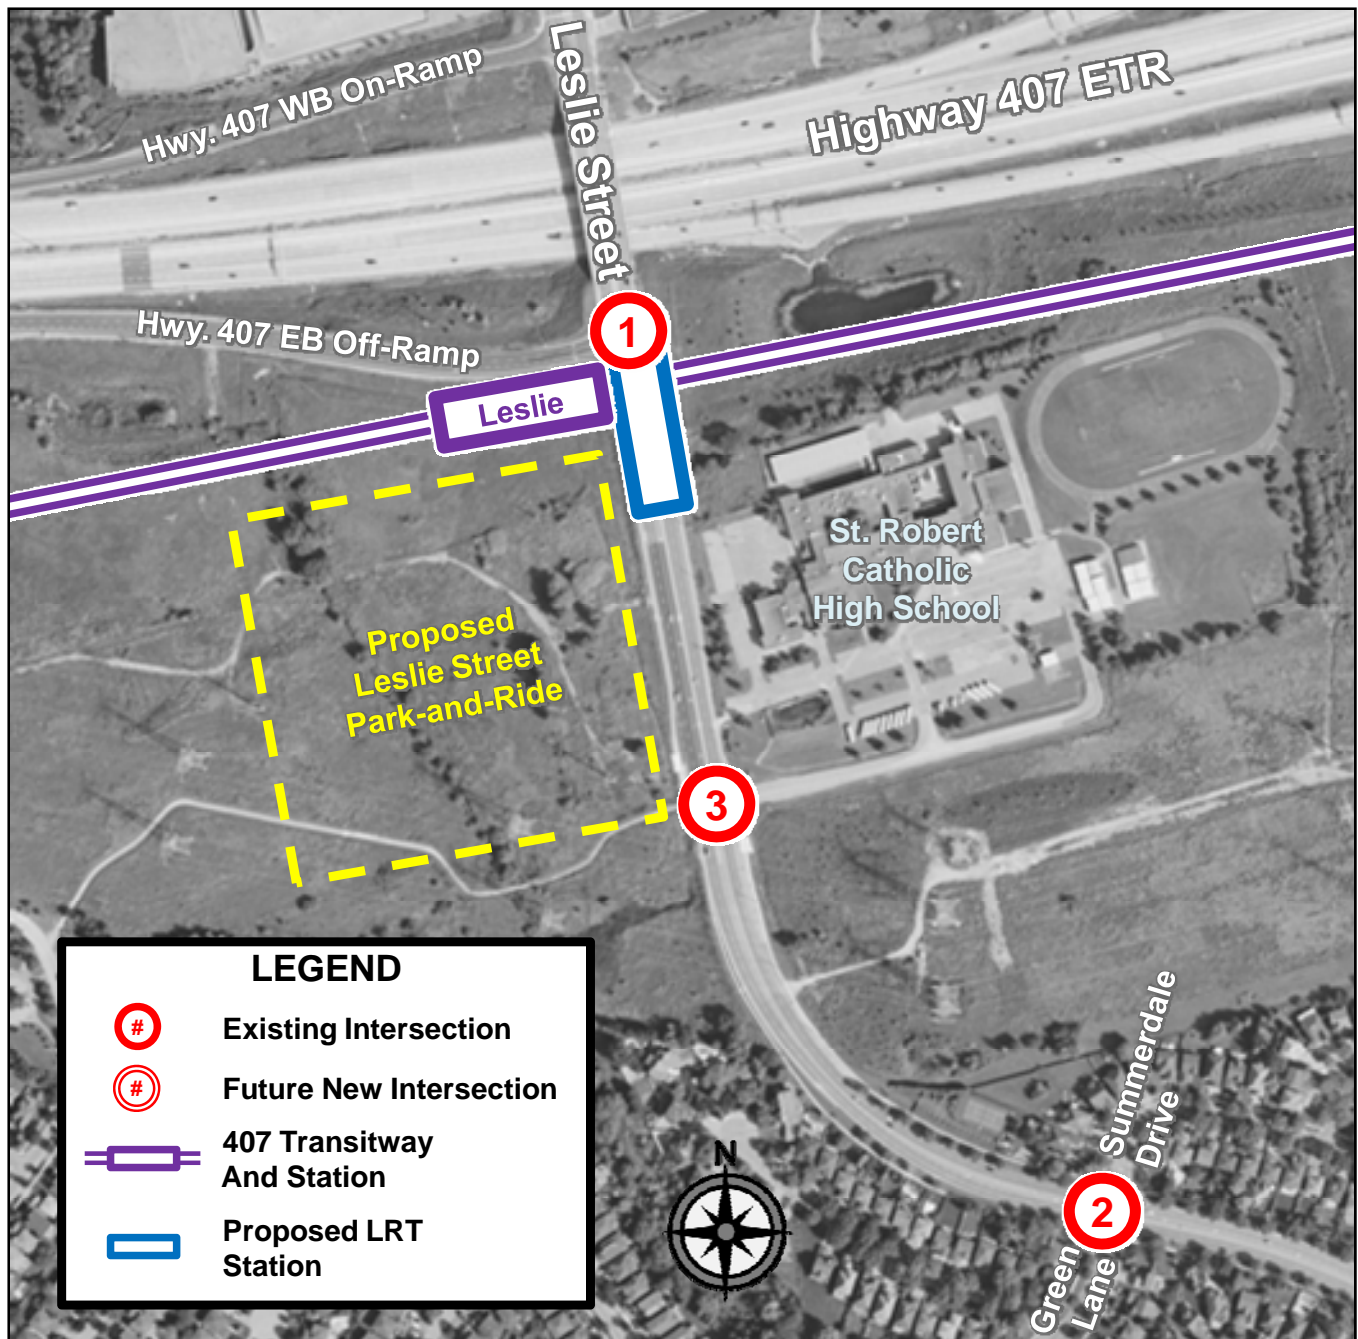 Hwy. 407 WB On-Ramp
Leslie Street
Highway 407 ETR
Hwy. 407 EB Off-Ramp
1
Leslie
St. Robert
Catholic
High School
Proposed
Leslie Street
Park-and-Ride
3
LEGEND
# Existing Intersection
# Future New Intersection
407 Transitway
And Station
Proposed LRT
Station
N
Summerdale
Drive
2
Green
Lane